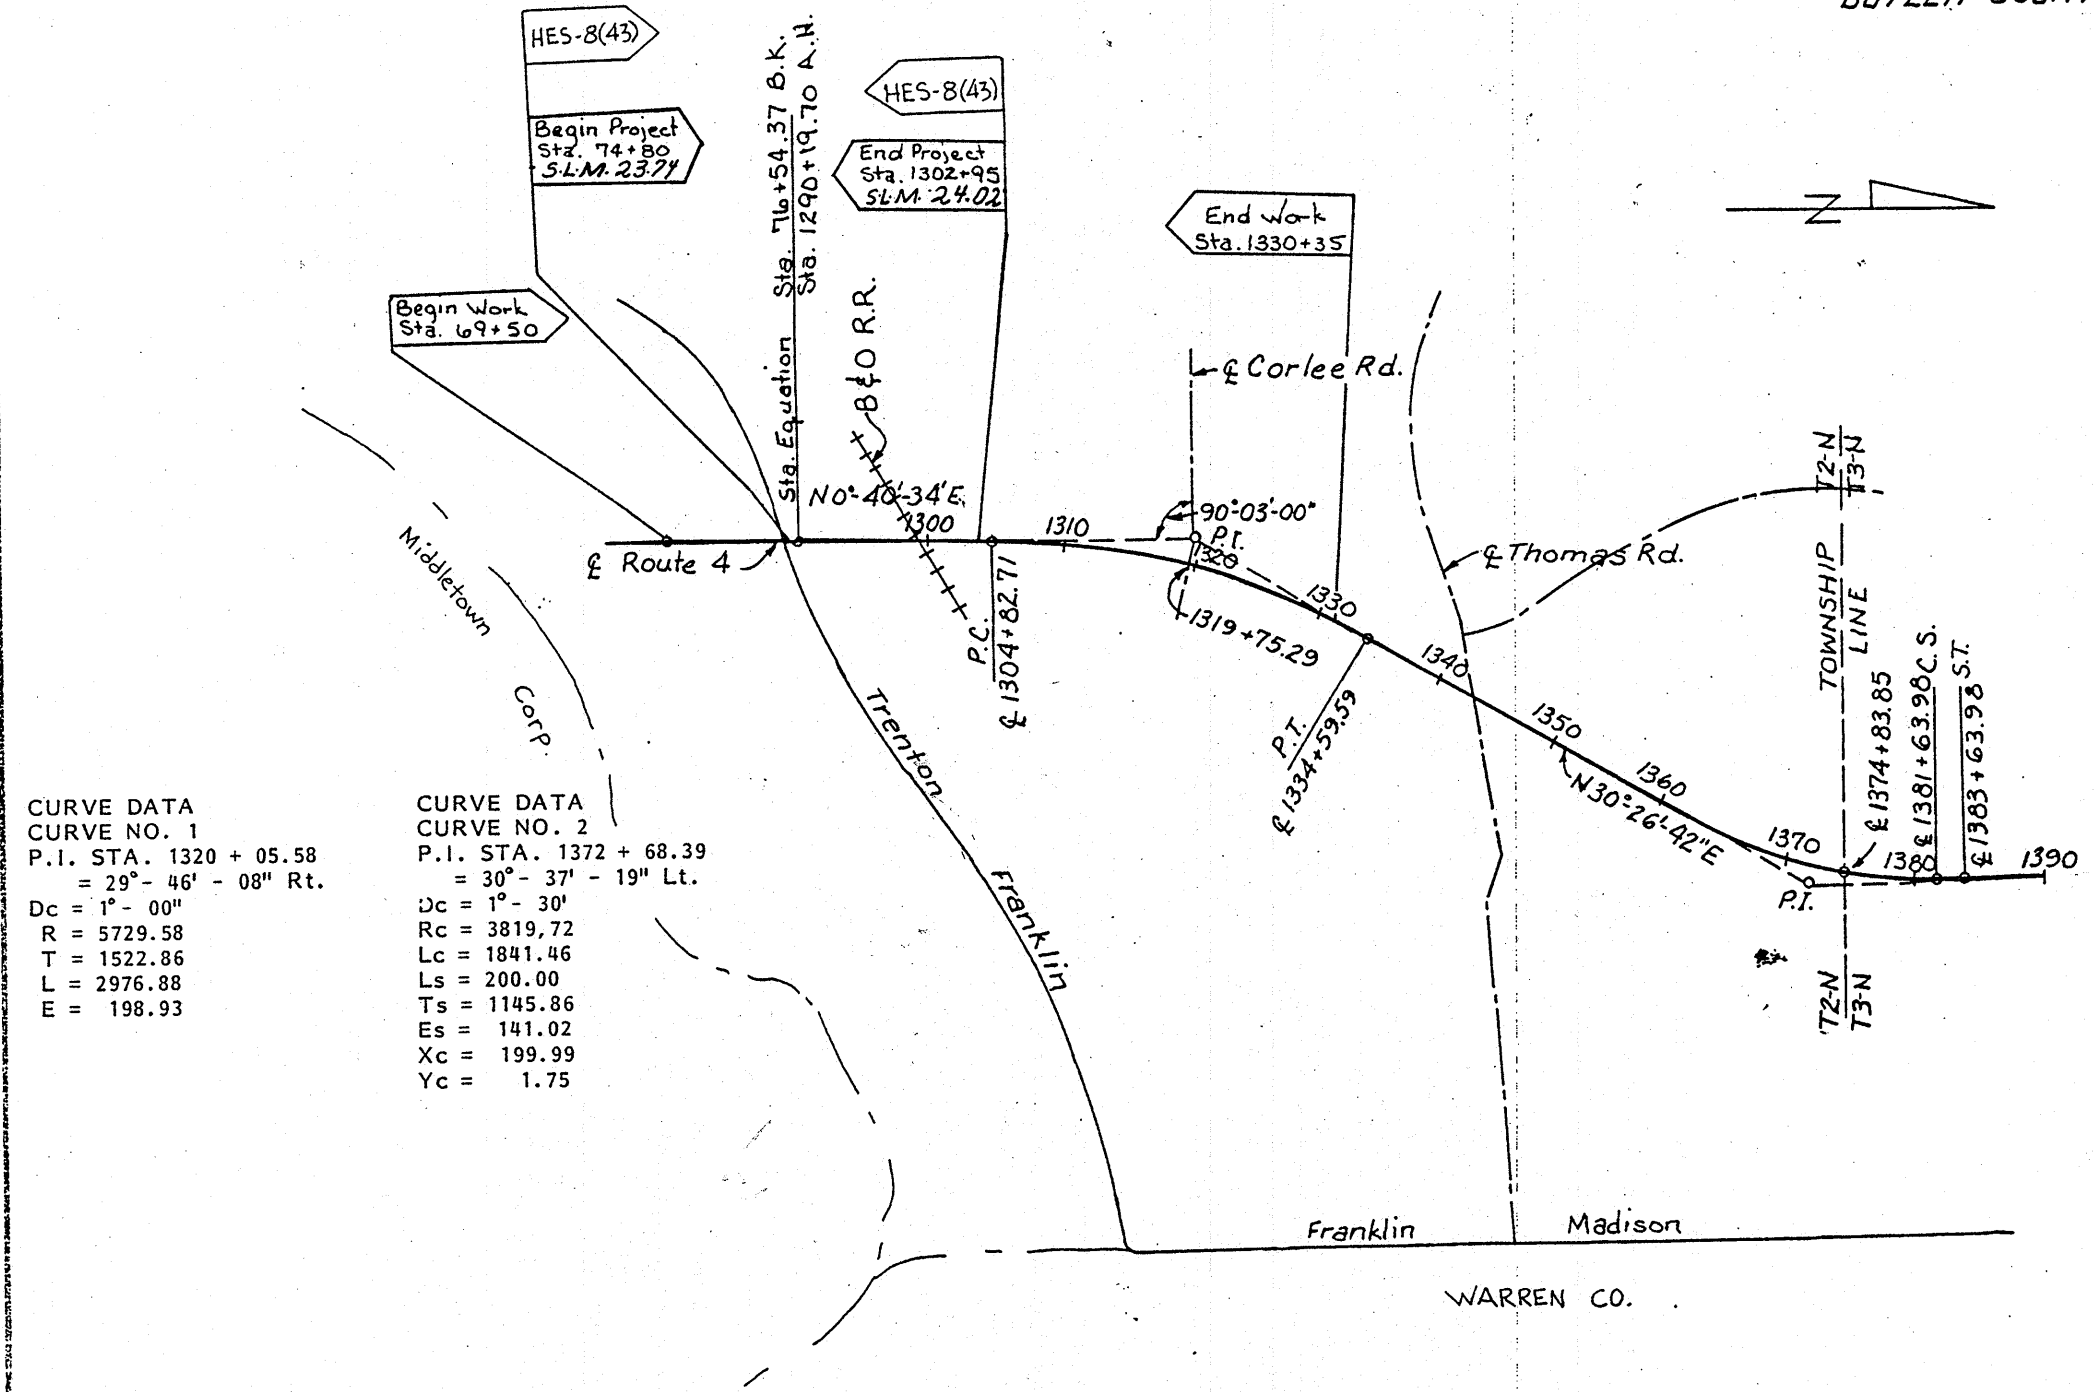 HES-8(43)
Begin Project
Sta. 74+80
S.L.M. 23.74
Sta. Equation Sta. 76+54.37 B.K.
Sta. 1290+19.70 A.H.
HES-8(43)
End Project
Sta. 1302+95
S.L.M. 24.02
End Work
Sta. 1330+35
N
Begin Work
Sta. 69+50
B&O R.R.
℄ Corlee Rd.
N0°-40'-34'E
1300
1310
90°-03'-00"
P.I.
1320
℄ Route 4
℄ Thomas Rd.
T2-N
T3-N
TOWNSHIP
LINE
Middletown
Corp.
P.C.
℄ 1304+82.71
1319+75.29
1330
1340
1350
1360
1370
1380
1390
P.T.
℄ 1334+59.59
N30°-26'-42"E
℄ 1374+83.85
℄ 1381+63.98 C.S.
℄ 1383+63.98 S.T.
P.I.
T2-N
T3-N
Trenton
Franklin
CURVE DATA
CURVE NO. 1
P.I. STA. 1320 + 05.58
= 29°- 46' - 08" Rt.
Dc = 1°- 00"
R = 5729.58
T = 1522.86
L = 2976.88
E = 198.93
CURVE DATA
CURVE NO. 2
P.I. STA. 1372 + 68.39
= 30°- 37' - 19" Lt.
Dc = 1°- 30'
Rc = 3819,72
Lc = 1841.46
Ls = 200.00
Ts = 1145.86
Es = 141.02
Xc = 199.99
Yc = 1.75
Franklin
Madison
WARREN CO.